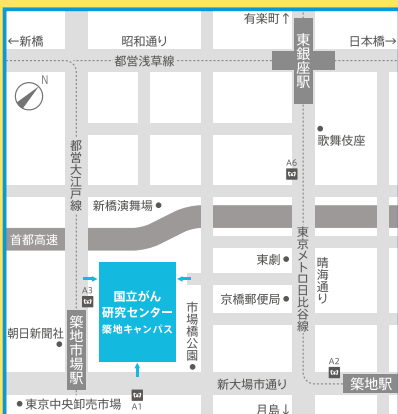 有楽町↑
←新橋
昭和通り
日本橋→
都営浅草線
東銀座駅
N
歌舞伎座
都営大江戸線
A6
新橋演舞場
首都高速
東劇
東京メトロ日比谷線
晴海通り
A3
国立がん
研究センター
築地キャンパス
京橋郵便局
市場橋公園
朝日新聞社
築地市場駅
A2
新大場市通り
築地駅
東京中央卸売市場
A1
月島↓